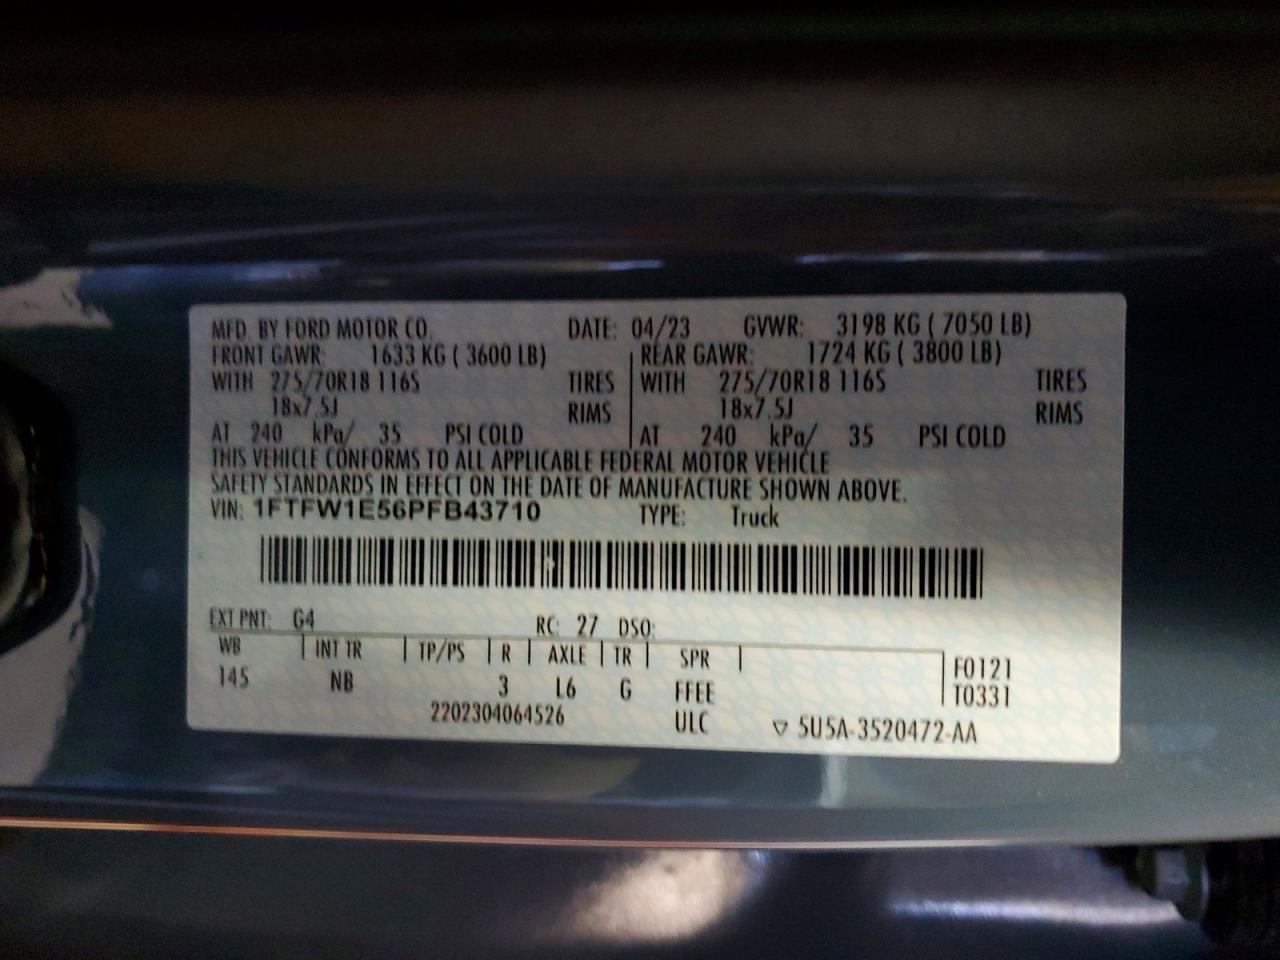 MFD. BY FORD MOTOR CO. DATE: 04/23 GVWR: 3198 KG ( 7050 LB)
FRONT GAWR: 1633 KG ( 3600 LB) REAR GAWR: 1724 KG ( 3800 LB)
WITH 275/70R18 116S TIRES WITH 275/70R18 116S TIRES
18x7.5J RIMS 18x7.5J RIMS
AT 240 kPa/ 35 PSI COLD AT 240 kPa/ 35 PSI COLD
THIS VEHICLE CONFORMS TO ALL APPLICABLE FEDERAL MOTOR VEHICLE
SAFETY STANDARDS IN EFFECT ON THE DATE OF MANUFACTURE SHOWN ABOVE.
VIN: 1FTFW1E56PFB43710 TYPE: Truck
EXT PNT: G4 RC: 27 DSO:
WB INT TR TP/PS R AXLE TR SPR F0121
145 NB 3 L6 G FFEE T0331
2202304064526 ULC ▽ 5U5A-3520472-AA